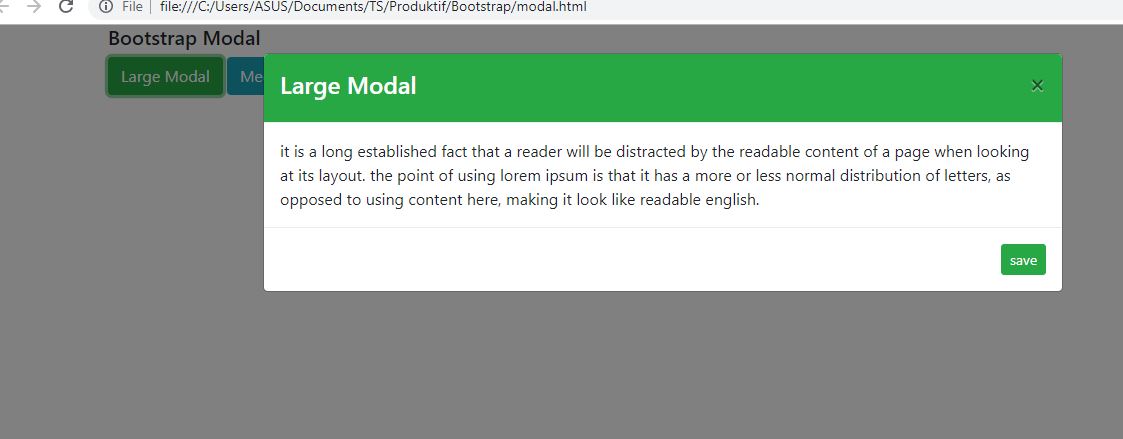 File file:///C:/Users/ASUS/Documents/TS/Produktif/Bootstrap/modal.html
Bootstrap Modal
Large Modal Me
Large Modal ×
it is a long established fact that a reader will be distracted by the readable content of a page when looking
at its layout. the point of using lorem ipsum is that it has a more or less normal distribution of letters, as
opposed to using content here, making it look like readable english.
save